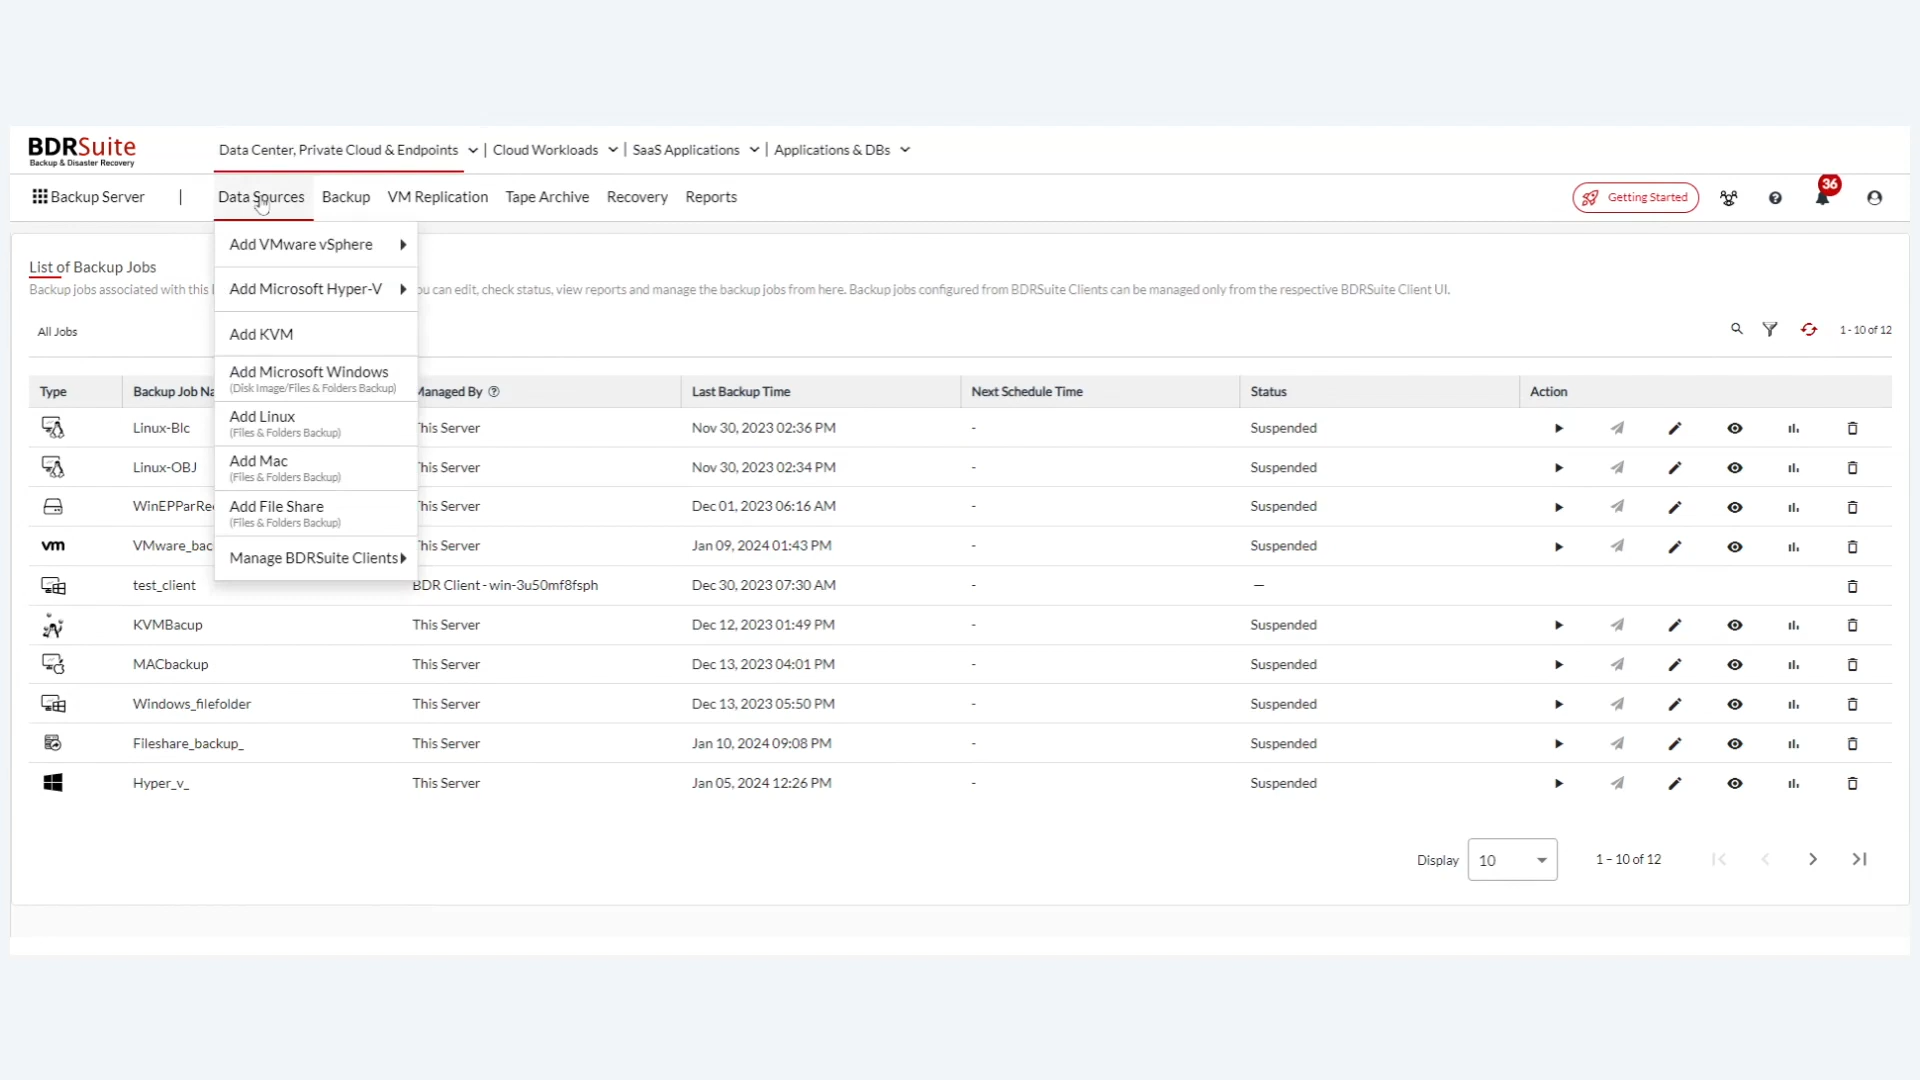 BDRSuite
Backup & Disaster Recovery
Data Center, Private Cloud & Endpoints | Cloud Workloads | SaaS Applications | Applications & DBs
Backup Server | Data Sources Backup VM Replication Tape Archive Recovery Reports Getting Started 36
Add VMware vSphere
Add Microsoft Hyper-V
Add KVM
Add Microsoft Windows
(Disk Image/Files & Folders Backup)
Add Linux
(Files & Folders Backup)
Add Mac
(Files & Folders Backup)
Add File Share
(Files & Folders Backup)
Manage BDRSuite Clients
List of Backup Jobs
Backup jobs associated with this can edit, check status, view reports and manage the backup jobs from here. Backup jobs configured from BDRSuite Clients can be managed only from the respective BDRSuite Client UI.
All Jobs 1 - 10 of 12
Type Backup Job Na Managed By Last Backup Time Next Schedule Time Status Action
Linux-Blc This Server Nov 30, 2023 02:36 PM - Suspended
Linux-OBJ This Server Nov 30, 2023 02:34 PM - Suspended
WinEPParRe This Server Dec 01, 2023 06:16 AM - Suspended
vm VMware_bac This Server Jan 09, 2024 01:43 PM - Suspended
test_client BDR Client - win-3u50mf8fsph Dec 30, 2023 07:30 AM - —
KVMBacup This Server Dec 12, 2023 01:49 PM - Suspended
MACbackup This Server Dec 13, 2023 04:01 PM - Suspended
Windows_filefolder This Server Dec 13, 2023 05:50 PM - Suspended
Fileshare_backup_ This Server Jan 10, 2024 09:08 PM - Suspended
Hyper_v_ This Server Jan 05, 2024 12:26 PM - Suspended
Display 10 1 – 10 of 12